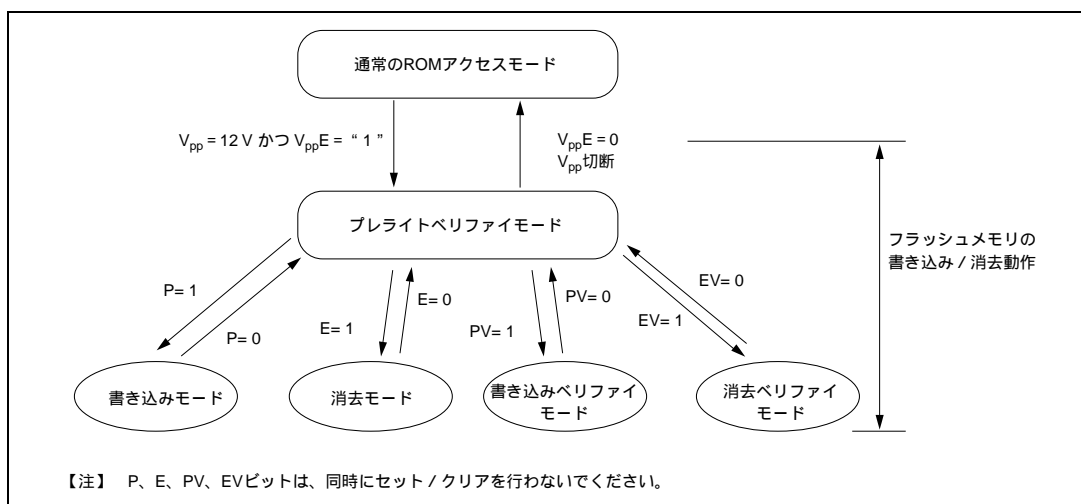 通常のROMアクセスモード
Vpp = 12 V かつ VppE = “ 1 ”
VppE = 0
Vpp切断
プレライトベリファイモード
フラッシュメモリの
書き込み / 消去動作
P= 1
P= 0
E= 1
E= 0
PV= 1
PV= 0
EV= 1
EV= 0
書き込みモード
消去モード
書き込みベリファイ
モード
消去ベリファイ
モード
【注】 P、E、PV、EVビットは、同時にセット / クリアを行わないでください。